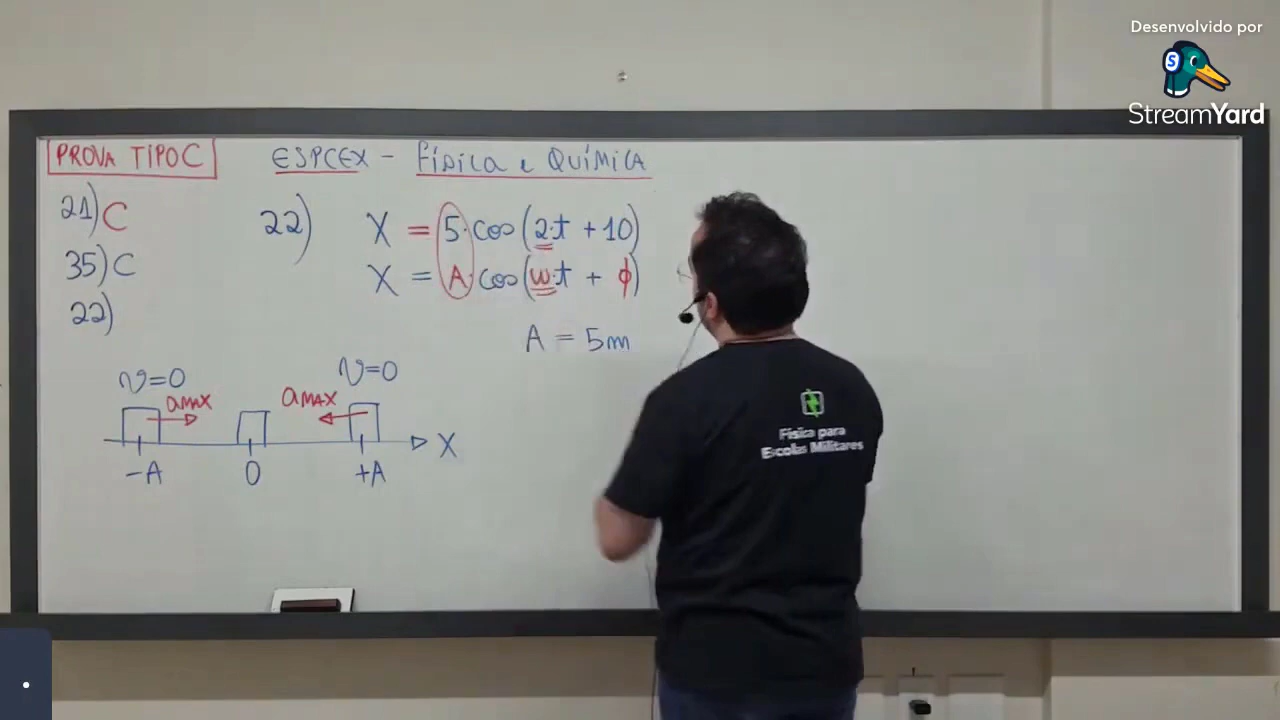 Desenvolvido por
StreamYard
PROVA TIPO C
ESPCEX - FÍSICA e QUÍMICA
21) C
35) C
22)
22) X = 5·cos(2·t + 10)
X = A·cos(w·t + ϕ)
A = 5m
v=0 v=0
aMAX aMAX
-A 0 +A X
Física para
Escolas Militares